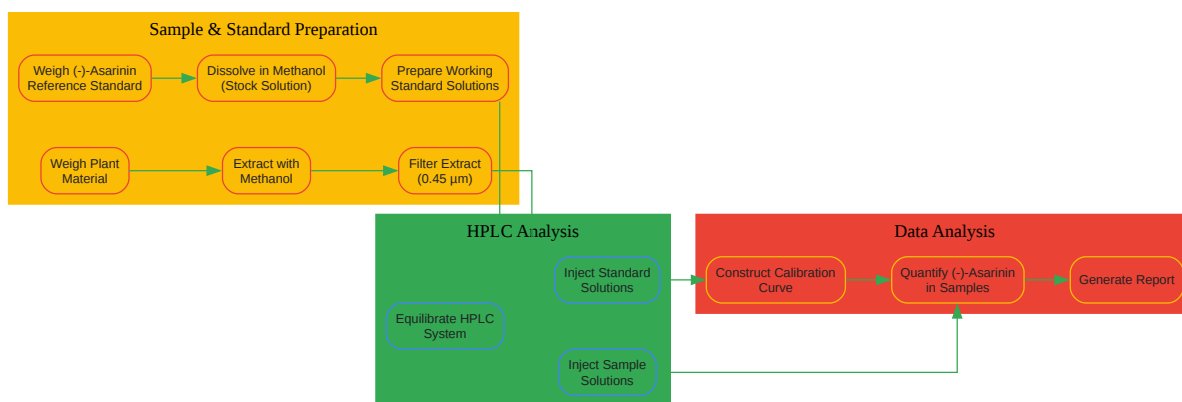 Sample & Standard Preparation
Weigh (-)-Asarinin
Reference Standard
Dissolve in Methanol
(Stock Solution)
Prepare Working
Standard Solutions
Weigh Plant
Material
Extract with
Methanol
Filter Extract
(0.45 µm)
HPLC Analysis
Inject Standard
Solutions
Equilibrate HPLC
System
Inject Sample
Solutions
Data Analysis
Construct Calibration
Curve
Quantify (-)-Asarinin
in Samples
Generate Report